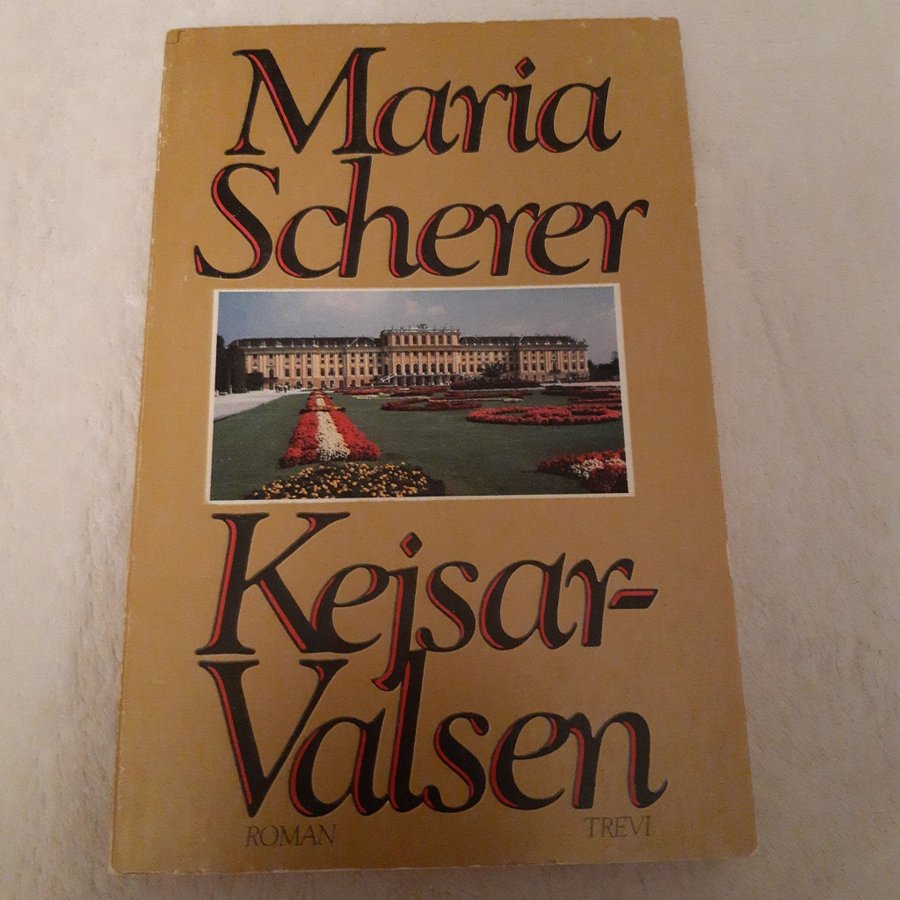 Maria
Scherer
Kejsar-
Valsen
ROMAN TREVI